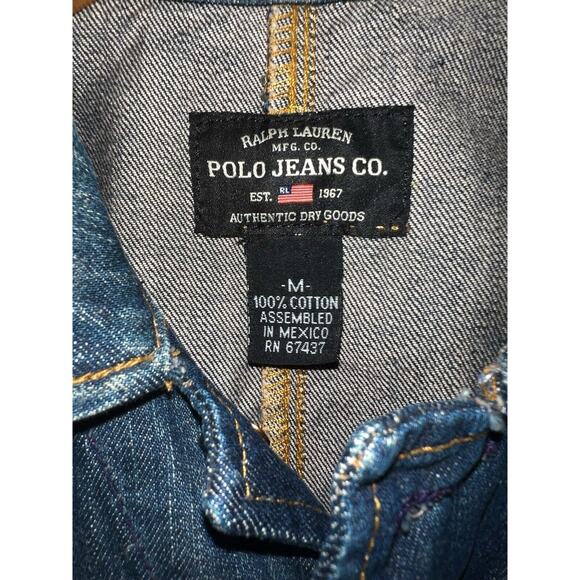 RALPH LAUREN
MFG. CO.
POLO JEANS CO.
EST. RL 1967
AUTHENTIC DRY GOODS
-M-
100% COTTON
ASSEMBLED
IN MEXICO
RN 67437